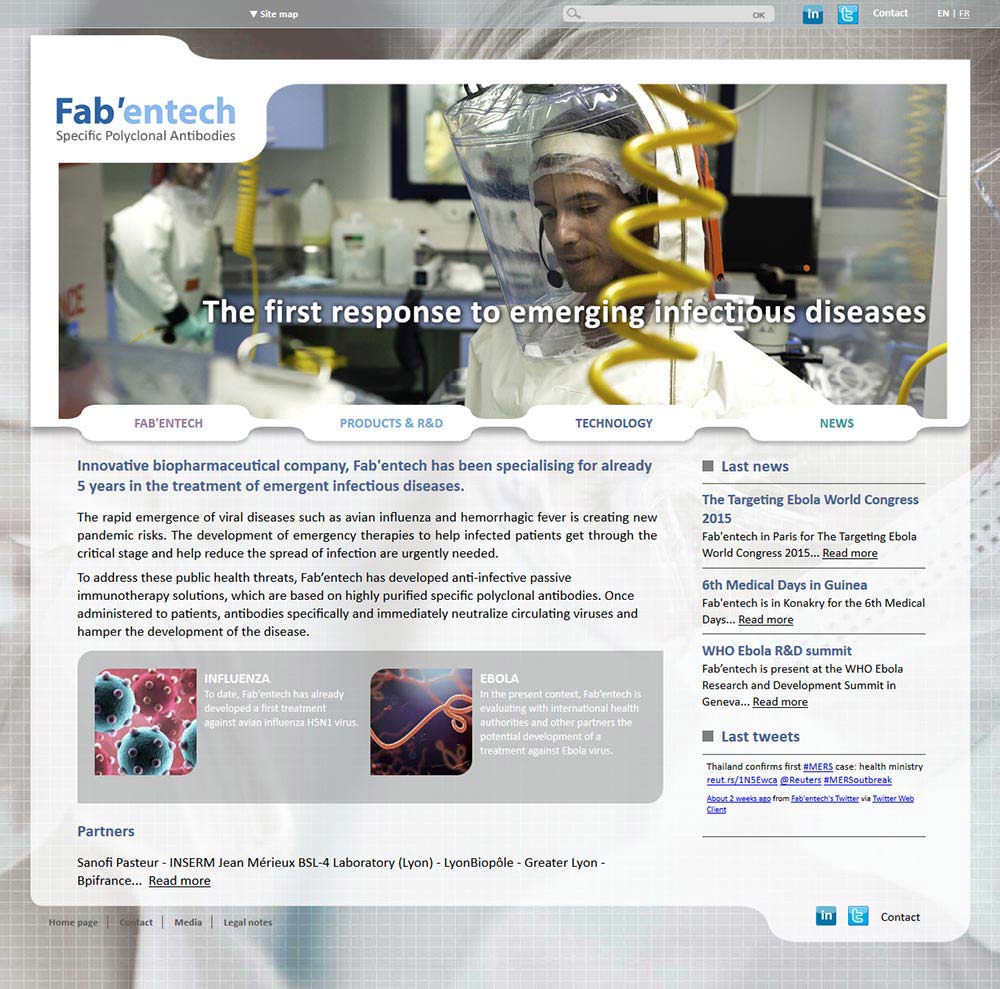 ▼ Site map
OK
in
Contact
EN | FR
Fab'entech
Specific Polyclonal Antibodies
The first response to emerging infectious diseases
FAB'ENTECH
PRODUCTS & R&D
TECHNOLOGY
NEWS
Innovative biopharmaceutical company, Fab'entech has been specialising for already
5 years in the treatment of emergent infectious diseases.
The rapid emergence of viral diseases such as avian influenza and hemorrhagic fever is creating new
pandemic risks. The development of emergency therapies to help infected patients get through the
critical stage and help reduce the spread of infection are urgently needed.
To address these public health threats, Fab’entech has developed anti-infective passive
immunotherapy solutions, which are based on highly purified specific polyclonal antibodies. Once
administered to patients, antibodies specifically and immediately neutralize circulating viruses and
hamper the development of the disease.
INFLUENZA
To date, Fab'entech has already
developed a first treatment
against avian influenza H5N1 virus.
EBOLA
In the present context, Fab’entech is
evaluating with international health
authorities and other partners the
potential development of a
treatment against Ebola virus.
Partners
Sanofi Pasteur - INSERM Jean Mérieux BSL-4 Laboratory (Lyon) - LyonBiopôle - Greater Lyon -
Bpifrance... Read more
Last news
The Targeting Ebola World Congress
2015
Fab'entech in Paris for The Targeting Ebola
World Congress 2015... Read more
6th Medical Days in Guinea
Fab'entech is in Konakry for the 6th Medical
Days... Read more
WHO Ebola R&D summit
Fab’entech is present at the WHO Ebola
Research and Development Summit in
Geneva... Read more
Last tweets
Thailand confirms first #MERS case: health ministry
reut.rs/1N5Ewca @Reuters #MERSoutbreak
About 2 weeks ago from Fab'entech's Twitter via Twitter Web
Client
Home page | Contact | Media | Legal notes
in
Contact